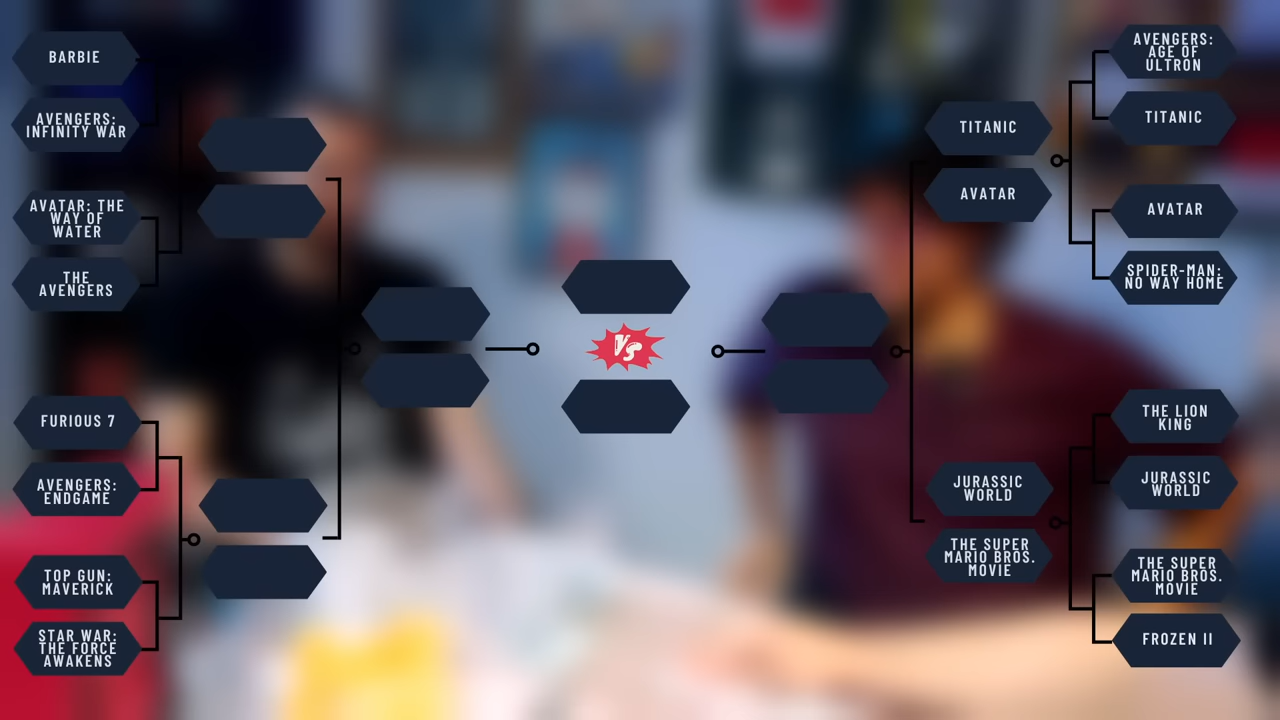 BARBIE
AVENGERS:
INFINITY WAR
AVATAR: THE
WAY OF
WATER
THE
AVENGERS
FURIOUS 7
AVENGERS:
ENDGAME
TOP GUN:
MAVERICK
STAR WAR:
THE FORCE
AWAKENS
VS
TITANIC
AVATAR
JURASSIC
WORLD
THE SUPER
MARIO BROS.
MOVIE
AVENGERS:
AGE OF
ULTRON
TITANIC
AVATAR
SPIDER-MAN:
NO WAY HOME
THE LION
KING
JURASSIC
WORLD
THE SUPER
MARIO BROS.
MOVIE
FROZEN II